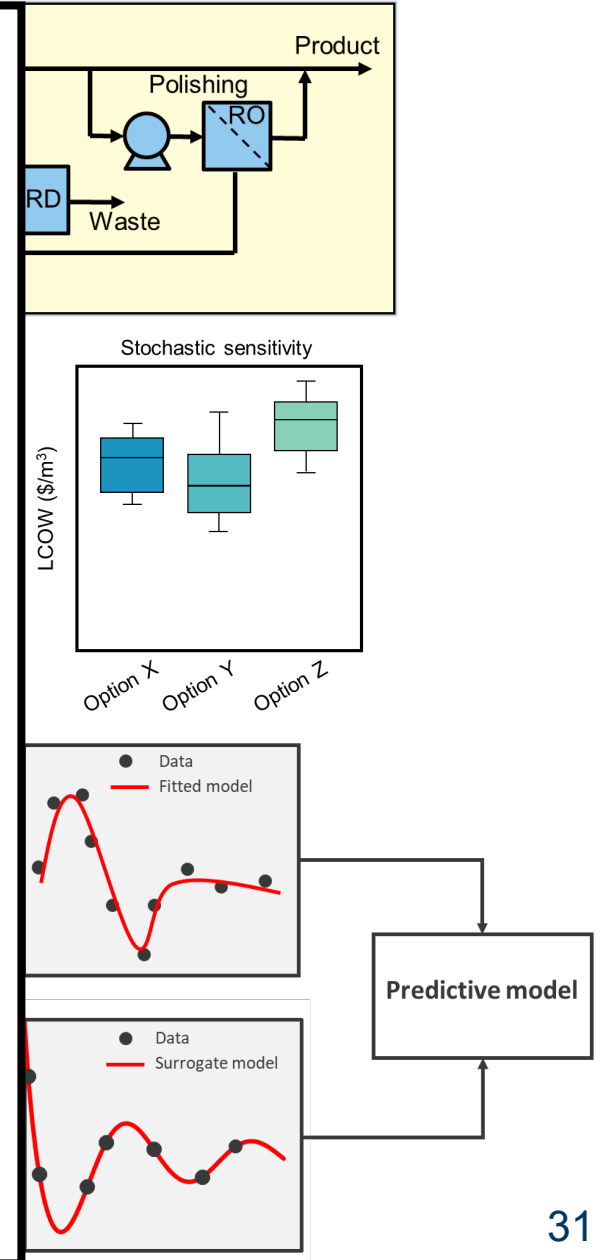 Product
Polishing
RO
RD
Waste
Stochastic sensitivity
LCOW ($/m³)
Option X
Option Y
Option Z
Data
Fitted model
Predictive model
Data
Surrogate model
31